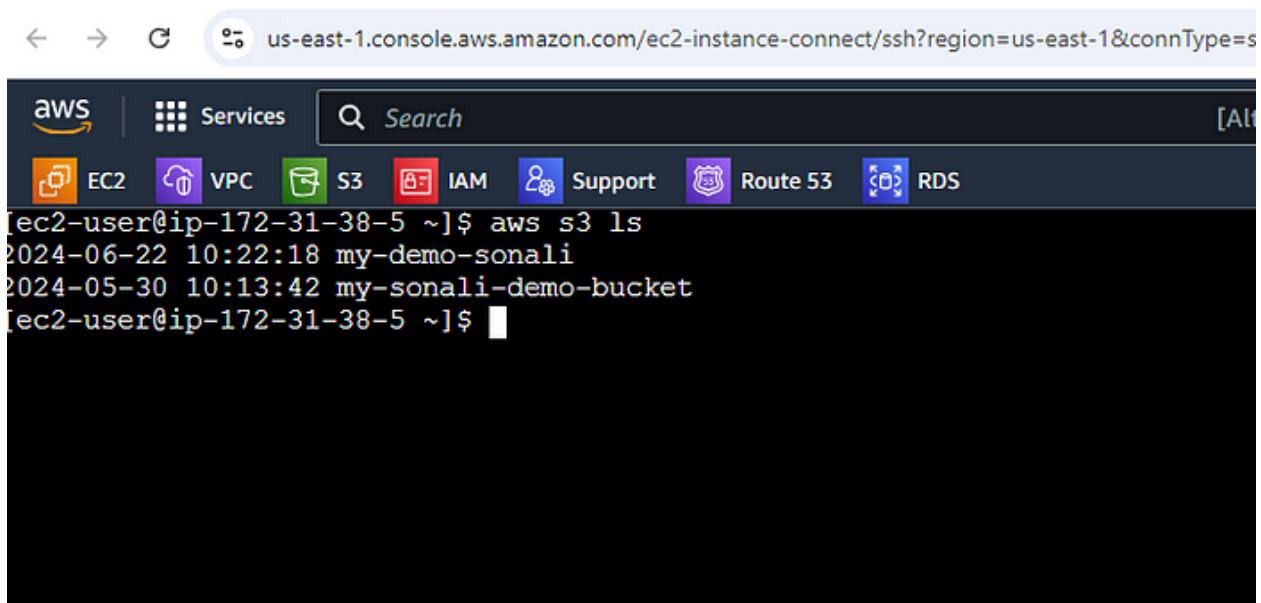 us-east-1.console.aws.amazon.com/ec2-instance-connect/ssh?region=us-east-1&connType=s
aws Services Search [Alt
EC2 VPC S3 IAM Support Route 53 RDS
[ec2-user@ip-172-31-38-5 ~]$ aws s3 ls
2024-06-22 10:22:18 my-demo-sonali
2024-05-30 10:13:42 my-sonali-demo-bucket
[ec2-user@ip-172-31-38-5 ~]$